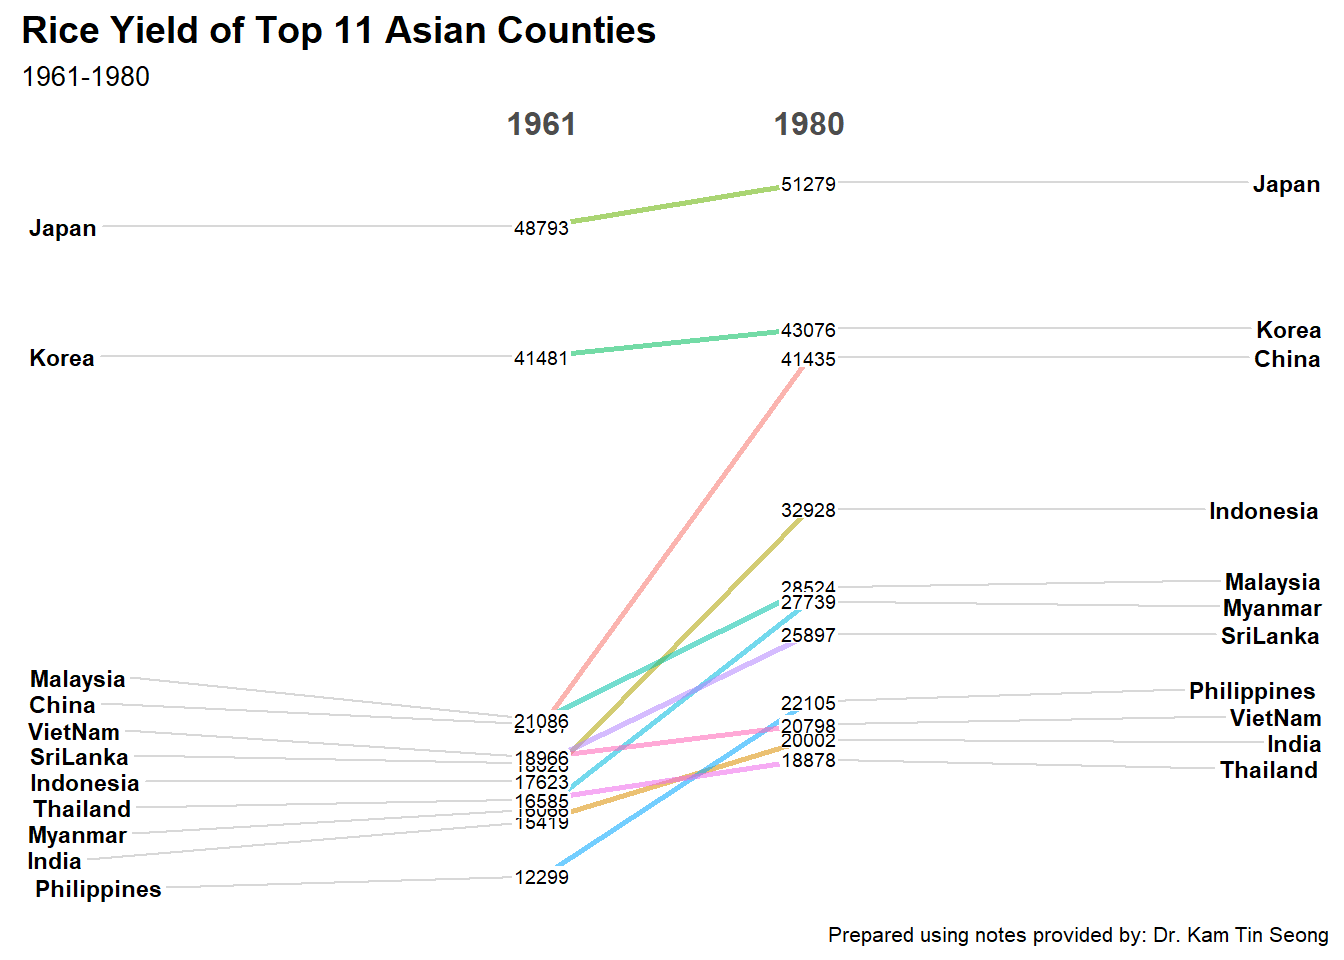 Rice Yield of Top 11 Asian Counties
1961-1980
1961 1980
51279 Japan
Japan 48793
43076 Korea
Korea 41481
41435 China
32928 Indonesia
28524 Malaysia
27739 Myanmar
25897 SriLanka
Malaysia
22105 Philippines
China 21086
20798 VietNam
VietNam
20002 India
SriLanka 18966
18878 Thailand
Indonesia 17623
Thailand 16585
Myanmar
15419
India
Philippines 12299
Prepared using notes provided by: Dr. Kam Tin Seong